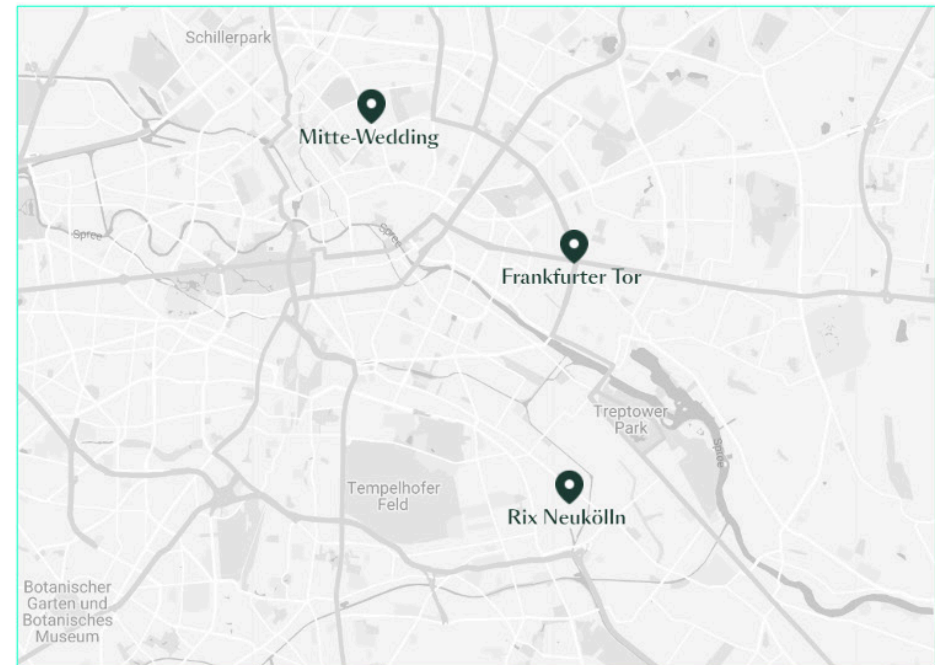 Schillerpark
Mitte-Wedding
Spree
Spree
Frankfurter Tor
Treptower
Park
Spree
Tempelhofer
Feld
Rix Neukölln
Botanischer
Garten und
Botanisches
Museum